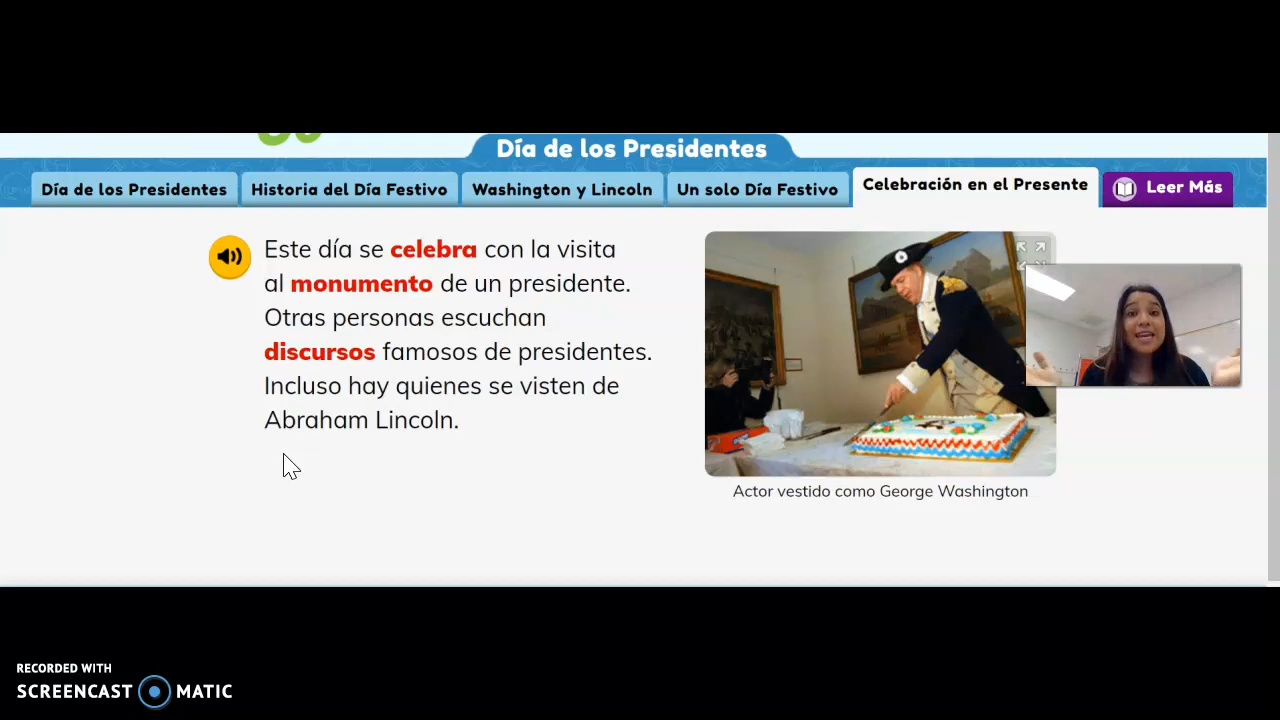 Día de los Presidentes
Día de los Presidentes
Historia del Día Festivo
Washington y Lincoln
Un solo Día Festivo
Celebración en el Presente
Leer Más
Este día se celebra con la visita
al monumento de un presidente.
Otras personas escuchan
discursos famosos de presidentes.
Incluso hay quienes se visten de
Abraham Lincoln.
Actor vestido como George Washington
RECORDED WITH
SCREENCAST MATIC